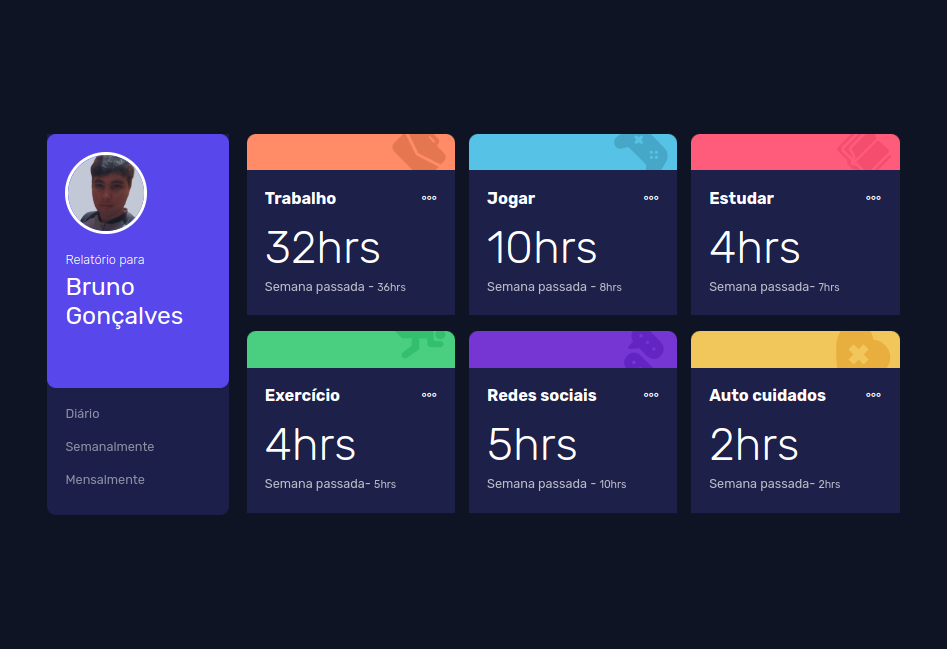 Relatório para
Bruno
Gonçalves
Diário
Semanalmente
Mensalmente
Trabalho
32hrs
Semana passada - 36hrs
Jogar
10hrs
Semana passada - 8hrs
Estudar
4hrs
Semana passada- 7hrs
Exercício
4hrs
Semana passada- 5hrs
Redes sociais
5hrs
Semana passada - 10hrs
Auto cuidados
2hrs
Semana passada- 2hrs